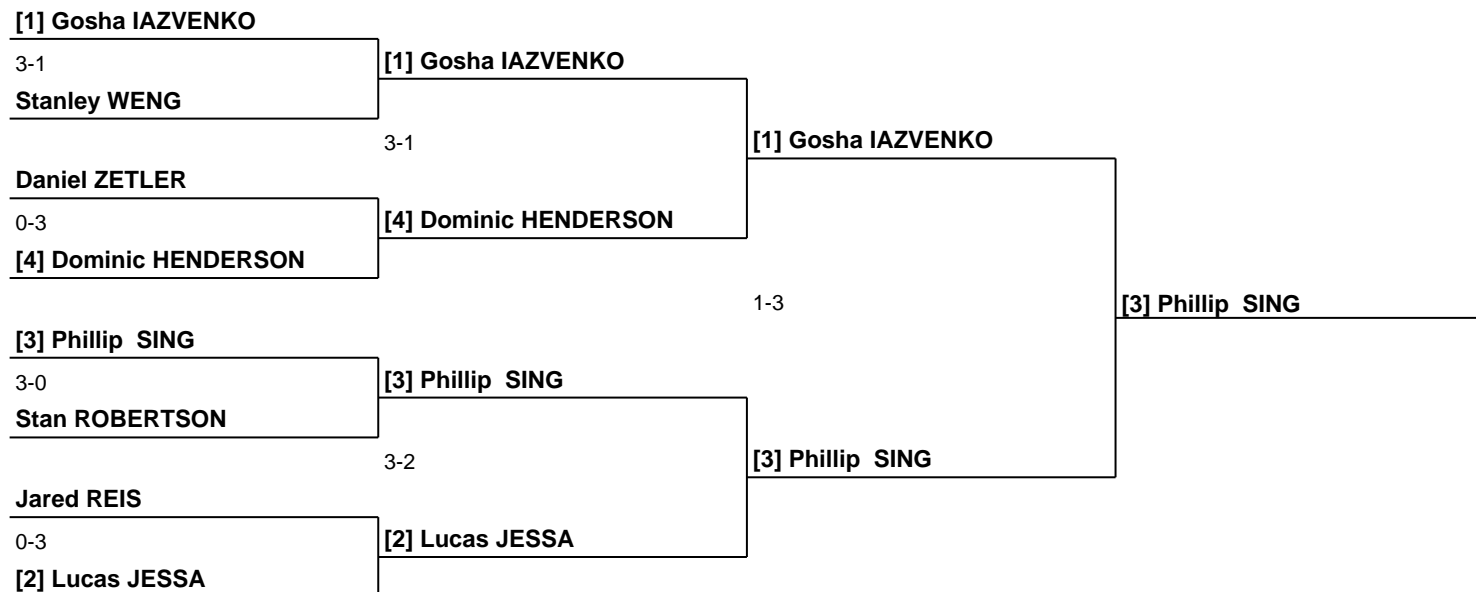 [1] Gosha IAZVENKO
3-1
[1] Gosha IAZVENKO
Stanley WENG
3-1
[1] Gosha IAZVENKO
Daniel ZETLER
0-3
[4] Dominic HENDERSON
[4] Dominic HENDERSON
1-3
[3] Phillip  SING
[3] Phillip  SING
3-0
[3] Phillip  SING
Stan ROBERTSON
3-2
[3] Phillip  SING
Jared REIS
0-3
[2] Lucas JESSA
[2] Lucas JESSA